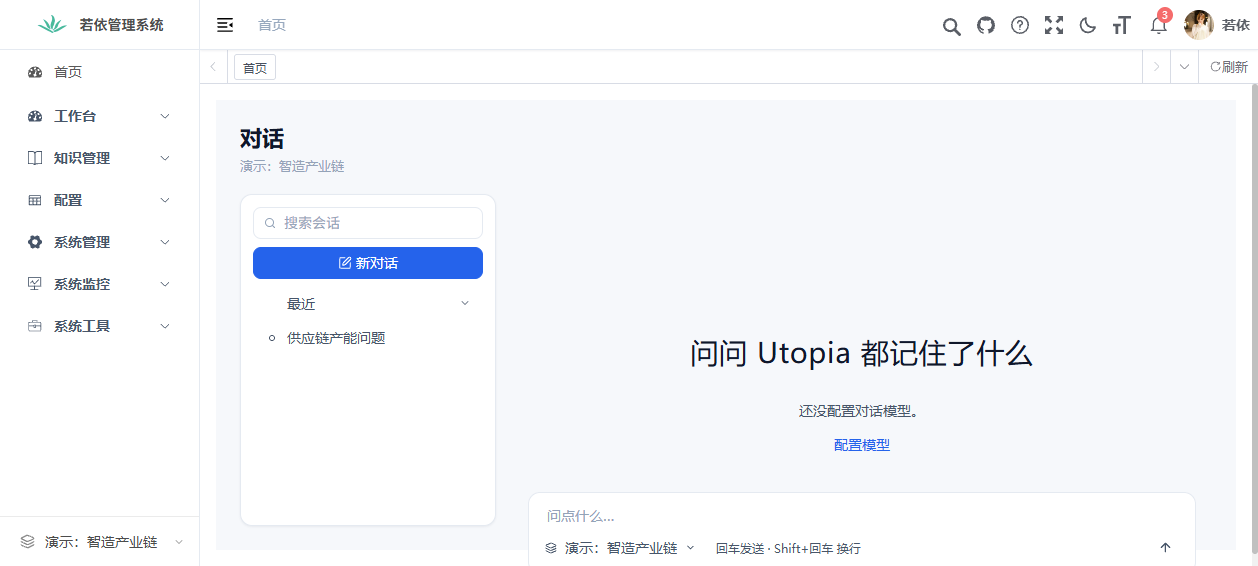 若依管理系统
首页
3
若依
首页
刷新
首页
工作台
知识管理
配置
系统管理
系统监控
系统工具
演示：智造产业链
对话
演示：智造产业链
搜索会话
新对话
最近
供应链产能问题
问问 Utopia 都记住了什么
还没配置对话模型。
配置模型
问点什么...
演示：智造产业链
回车发送 · Shift+回车 换行